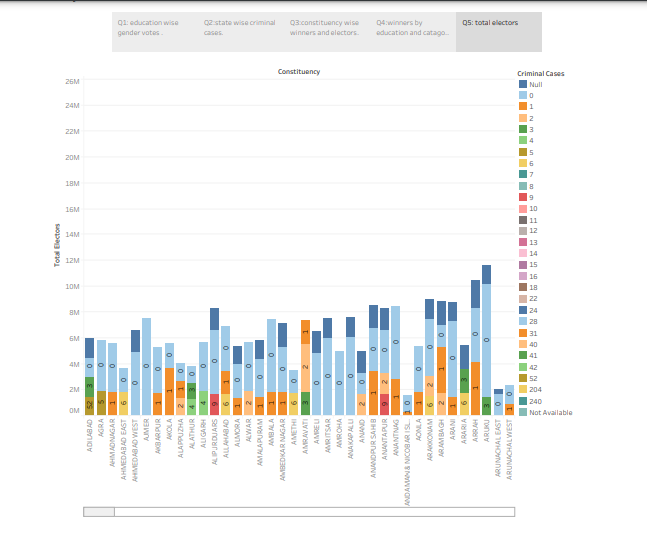 Q1: education wise
gender votes .
Q2:state wise criminal
cases.
Q3:constituency wise
winners and electors.
Q4:winners by
education and catago..
Q5: total electors
Constituency
Criminal Cases
26M
24M
22M
20M
18M
16M
14M
12M
10M
8M
6M
4M
2M
0M
Total Electors
Null
0
1
2
3
4
5
6
7
8
9
10
11
12
13
14
15
16
18
22
24
28
31
40
41
42
52
204
240
Not Available
ADILABAD
AGRA
AHMADNAGAR
AHMEDABAD EAST
AHMEDABAD WEST
AJMER
AKBARPUR
AKOLA
ALAPPUZHA
ALATHUR
ALIGARH
ALIPURDUARS
ALLAHABAD
ALMORA
ALWAR
AMALAPURAM
AMBALA
AMBEDKAR NAGAR
AMETHI
AMRAVATI
AMRELI
AMRITSAR
AMROHA
ANAKAPALLI
ANAND
ANANDPUR SAHIB
ANANTAPUR
ANANTNAG
ANDAMAN & NICOBAR ISL..
AONLA
ARAKKONAM
ARAMBAGH
ARANI
ARARIA
ARRAH
ARUKU
ARUNACHAL EAST
ARUNACHAL WEST